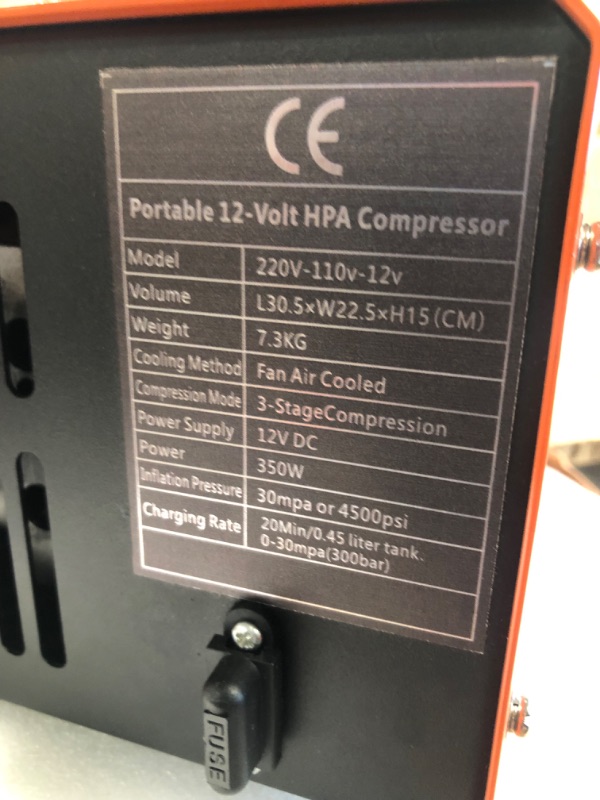 CE
Portable 12-Volt HPA Compressor
Model 220V-110v-12v
Volume L30.5×W22.5×H15(CM)
Weight 7.3KG
Cooling Method Fan Air Cooled
Compression Mode 3-StageCompression
Power Supply 12V DC
Power 350W
Inflation Pressure 30mpa or 4500psi
Charging Rate 20Min/0.45 liter tank.
0-30mpa(300bar)
FUSE